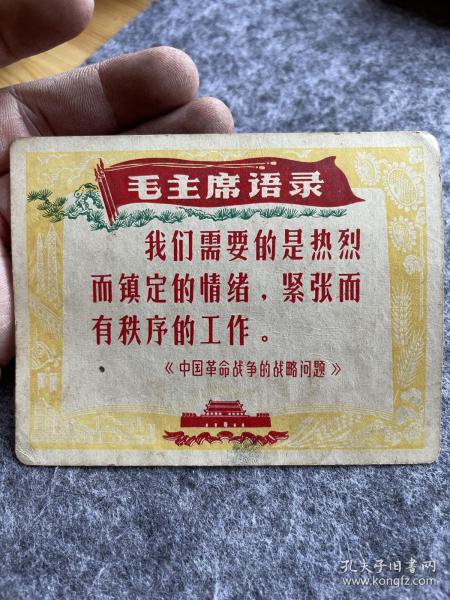 毛主席语录
我们需要的是热烈
而镇定的情绪，紧张而
有秩序的工作。
《中国革命战争的战略问题》
孔夫子旧书网
www.kongfz.com